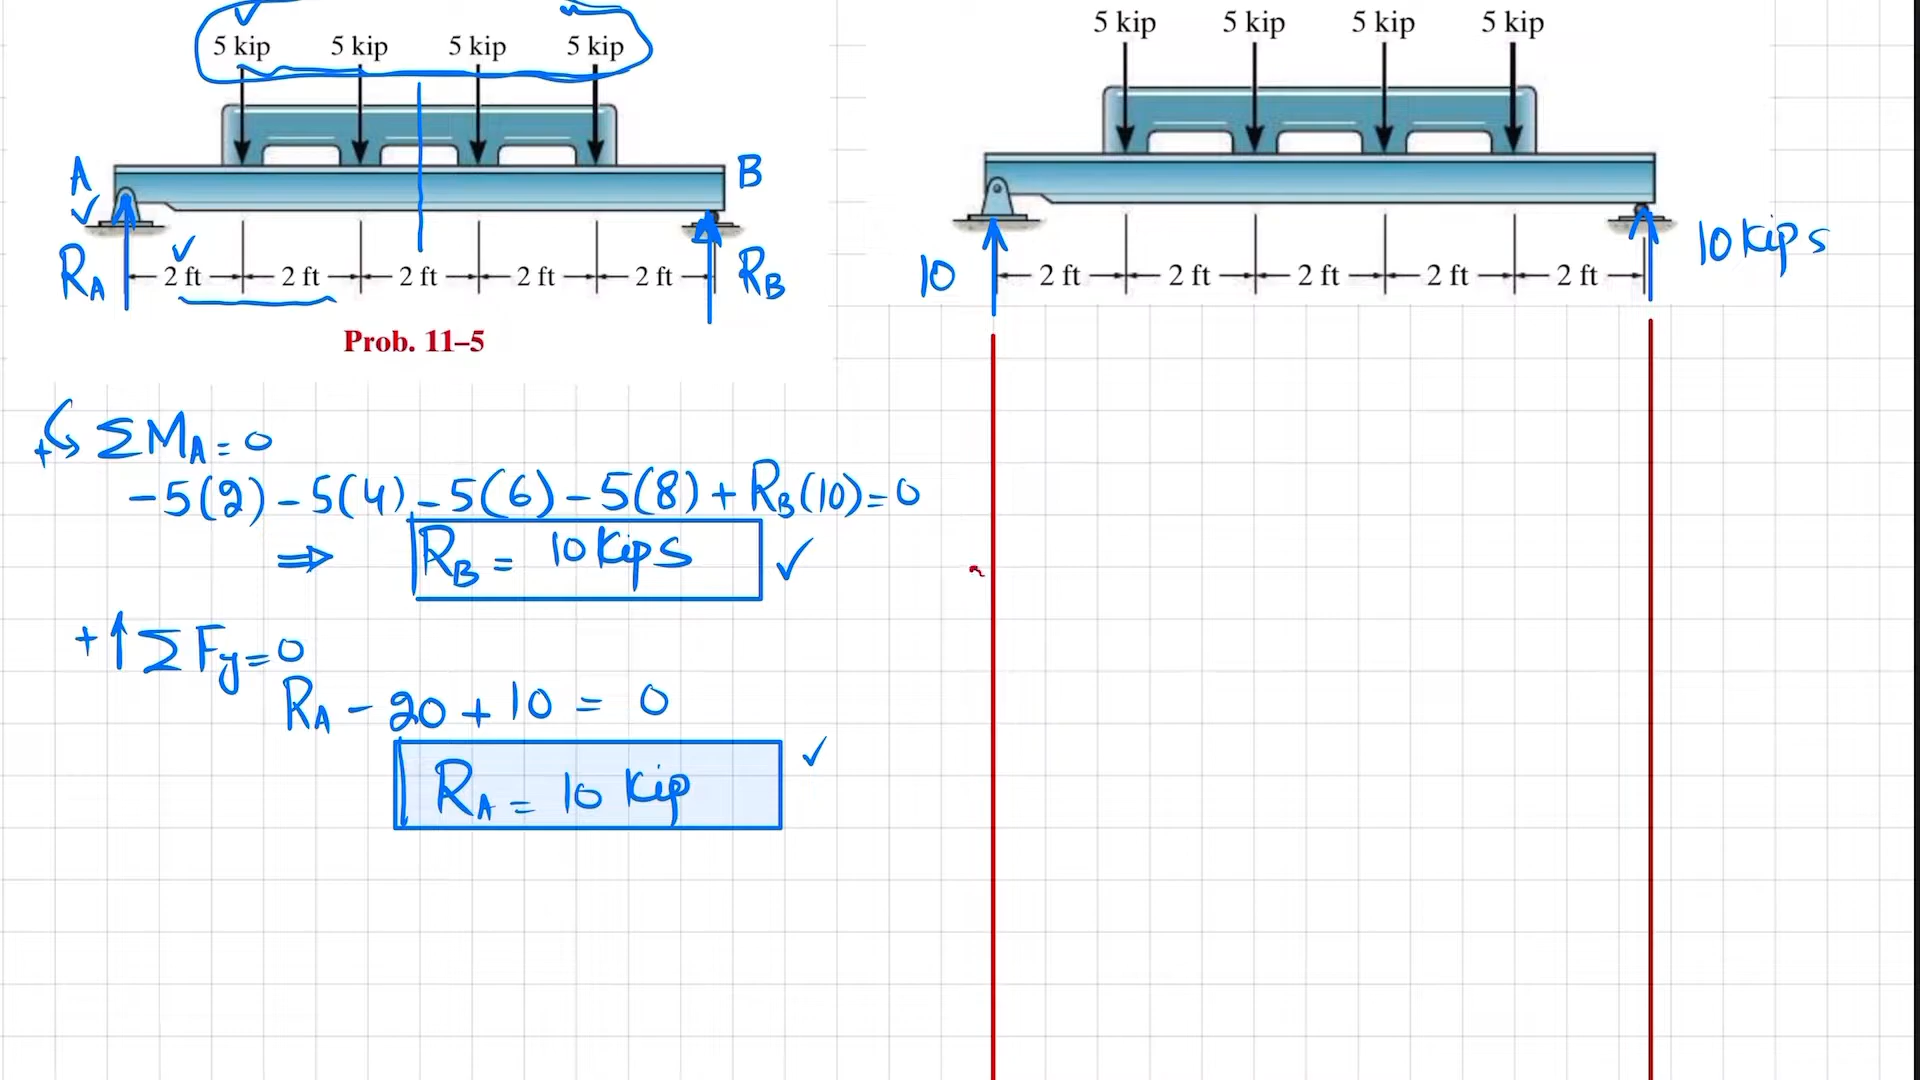 5 kip 5 kip 5 kip 5 kip
A B
R_A R_B
2 ft 2 ft 2 ft 2 ft 2 ft
Prob. 11–5
+ ΣM_A = 0
-5(2) - 5(4) - 5(6) - 5(8) + R_B(10) = 0
⇒ R_B = 10 Kips ✓
+↑ ΣF_y = 0
R_A - 20 + 10 = 0
R_A = 10 Kip ✓
5 kip 5 kip 5 kip 5 kip
10 10 Kips
2 ft 2 ft 2 ft 2 ft 2 ft